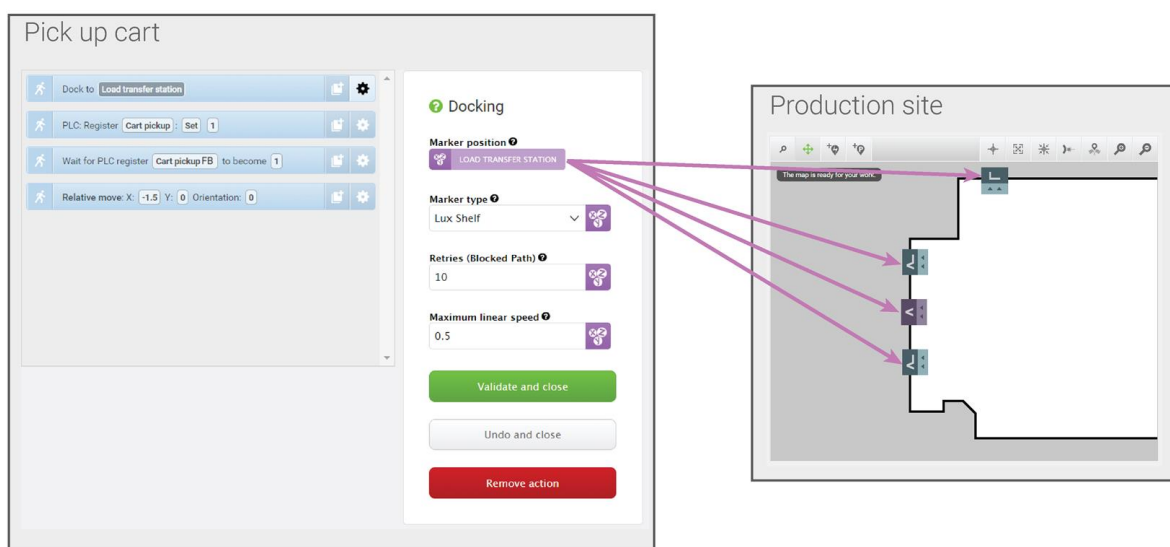 Pick up cart
Dock to Load transfer station
PLC: Register Cart pickup : Set 1
Wait for PLC register Cart pickup FB to become 1
Relative move: X: -1.5 Y: 0 Orientation: 0
Docking
Marker position
LOAD TRANSFER STATION
Marker type
Lux Shelf
Retries (Blocked Path)
10
Maximum linear speed
0.5
Validate and close
Undo and close
Remove action
Production site
The map is ready for your work.